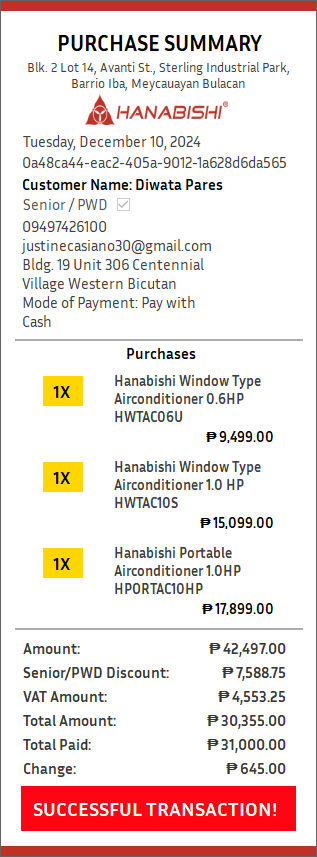 PURCHASE SUMMARY
Blk. 2 Lot 14, Avanti St., Sterling Industrial Park,
Barrio Iba, Meycauayan Bulacan
HANABISHI®
Tuesday, December 10, 2024
0a48ca44-eac2-405a-9012-1a628d6da565
Customer Name: Diwata Pares
Senior / PWD
09497426100
justinecasiano30@gmail.com
Bldg. 19 Unit 306 Centennial
Village Western Bicutan
Mode of Payment: Pay with
Cash
Purchases
1X
Hanabishi Window Type
Airconditioner 0.6HP
HWTAC06U
₱ 9,499.00
1X
Hanabishi Window Type
Airconditioner 1.0 HP
HWTAC10S
₱ 15,099.00
1X
Hanabishi Portable
Airconditioner 1.0HP
HPORTAC10HP
₱ 17,899.00
Amount: ₱ 42,497.00
Senior/PWD Discount: ₱ 7,588.75
VAT Amount: ₱ 4,553.25
Total Amount: ₱ 30,355.00
Total Paid: ₱ 31,000.00
Change: ₱ 645.00
SUCCESSFUL TRANSACTION!